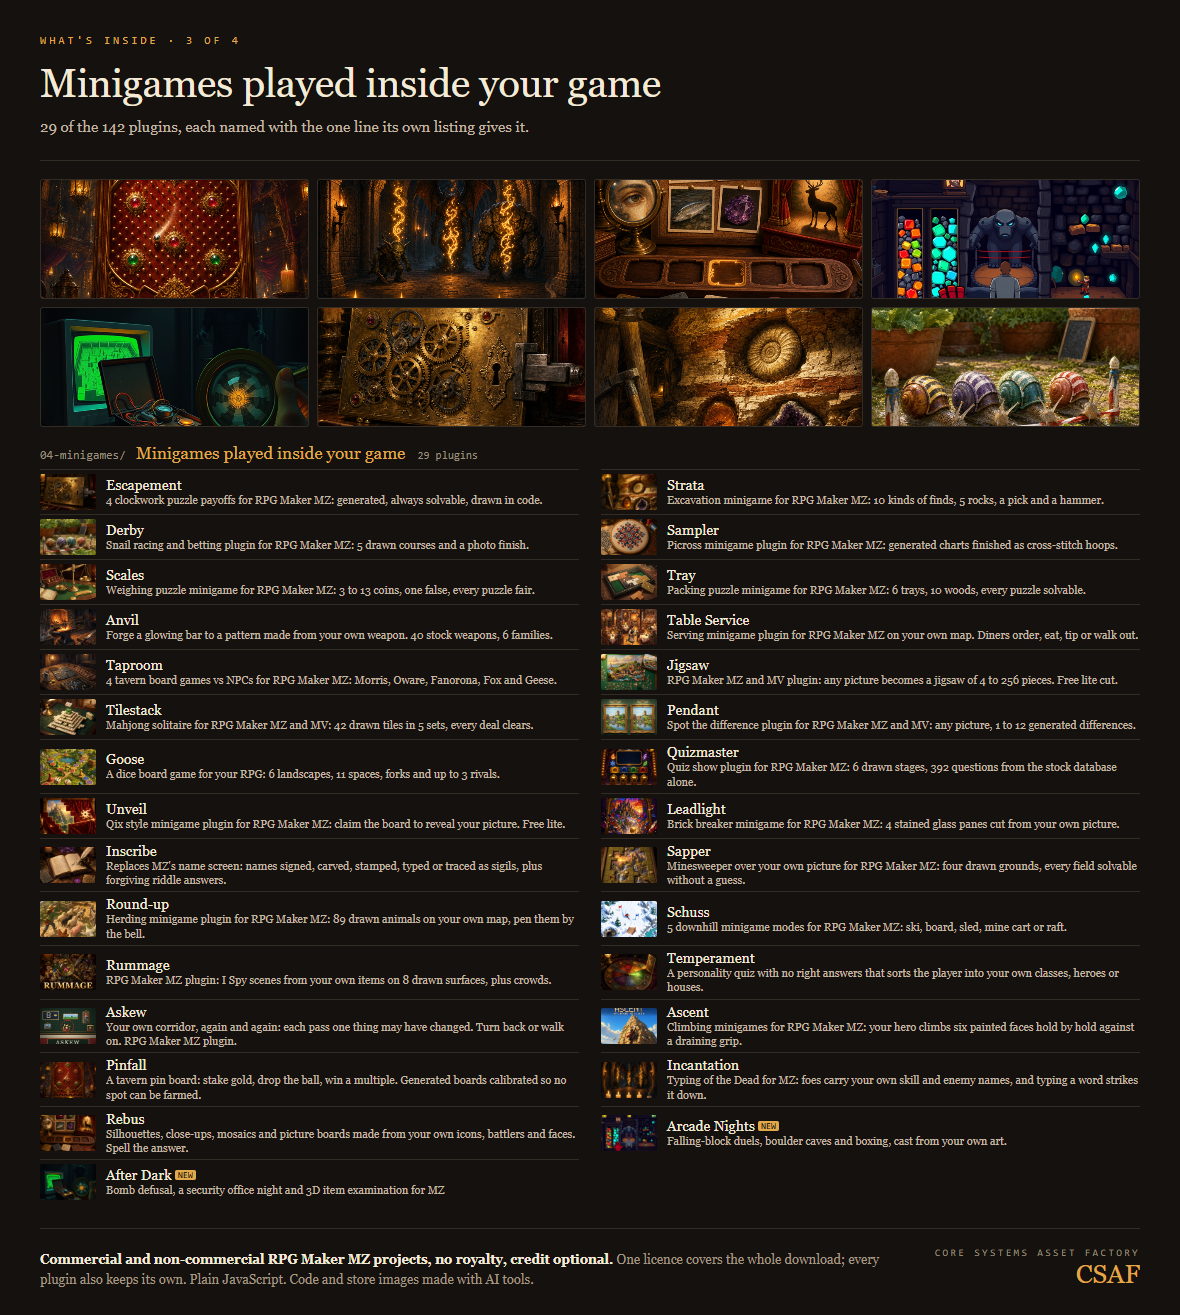 WHAT'S INSIDE · 3 OF 4
Minigames played inside your game
29 of the 142 plugins, each named with the one line its own listing gives it.
04-minigames/ Minigames played inside your game 29 plugins
Escapement
4 clockwork puzzle payoffs for RPG Maker MZ: generated, always solvable, drawn in code.
Strata
Excavation minigame for RPG Maker MZ: 10 kinds of finds, 5 rocks, a pick and a hammer.
Derby
Snail racing and betting plugin for RPG Maker MZ: 5 drawn courses and a photo finish.
Sampler
Picross minigame plugin for RPG Maker MZ: generated charts finished as cross-stitch hoops.
Scales
Weighing puzzle minigame for RPG Maker MZ: 3 to 13 coins, one false, every puzzle fair.
Tray
Packing puzzle minigame for RPG Maker MZ: 6 trays, 10 woods, every puzzle solvable.
Anvil
Forge a glowing bar to a pattern made from your own weapon. 40 stock weapons, 6 families.
Table Service
Serving minigame plugin for RPG Maker MZ on your own map. Diners order, eat, tip or walk out.
Taproom
4 tavern board games vs NPCs for RPG Maker MZ: Morris, Oware, Fanorona, Fox and Geese.
Jigsaw
RPG Maker MZ and MV plugin: any picture becomes a jigsaw of 4 to 256 pieces. Free lite cut.
Tilestack
Mahjong solitaire for RPG Maker MZ and MV: 42 drawn tiles in 5 sets, every deal clears.
Pendant
Spot the difference plugin for RPG Maker MZ and MV: any picture, 1 to 12 generated differences.
Goose
A dice board game for your RPG: 6 landscapes, 11 spaces, forks and up to 3 rivals.
Quizmaster
Quiz show plugin for RPG Maker MZ: 6 drawn stages, 392 questions from the stock database
alone.
Unveil
Qix style minigame plugin for RPG Maker MZ: claim the board to reveal your picture. Free lite.
Leadlight
Brick breaker minigame for RPG Maker MZ: 4 stained glass panes cut from your own picture.
Inscribe
Replaces MZ's name screen: names signed, carved, stamped, typed or traced as sigils, plus
forgiving riddle answers.
Sapper
Minesweeper over your own picture for RPG Maker MZ: four drawn grounds, every field solvable
without a guess.
Round-up
Herding minigame plugin for RPG Maker MZ: 89 drawn animals on your own map, pen them by
the bell.
Schuss
5 downhill minigame modes for RPG Maker MZ: ski, board, sled, mine cart or raft.
RUMMAGE
Rummage
RPG Maker MZ plugin: I Spy scenes from your own items on 8 drawn surfaces, plus crowds.
Temperament
A personality quiz with no right answers that sorts the player into your own classes, heroes or
houses.
ASKEW
Askew
Your own corridor, again and again: each pass one thing may have changed. Turn back or walk
on. RPG Maker MZ plugin.
ASCENT
Ascent
Climbing minigames for RPG Maker MZ: your hero climbs six painted faces hold by hold against
a draining grip.
Pinfall
A tavern pin board: stake gold, drop the ball, win a multiple. Generated boards calibrated so no
spot can be farmed.
Incantation
Typing of the Dead for MZ: foes carry your own skill and enemy names, and typing a word strikes
it down.
Rebus
Silhouettes, close-ups, mosaics and picture boards made from your own icons, battlers and faces.
Spell the answer.
Arcade Nights NEW
Falling-block duels, boulder caves and boxing, cast from your own art.
After Dark NEW
Bomb defusal, a security office night and 3D item examination for MZ
Commercial and non-commercial RPG Maker MZ projects, no royalty, credit optional. One licence covers the whole download; every
plugin also keeps its own. Plain JavaScript. Code and store images made with AI tools.
CORE SYSTEMS ASSET FACTORY
CSAF